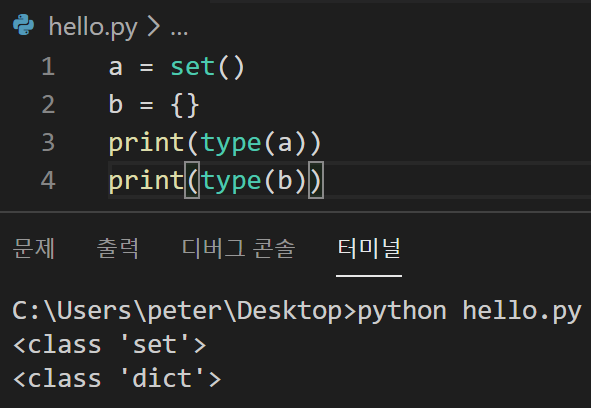 hello.py > ...
1 a = set()
2 b = {}
3 print(type(a))
4 print(type(b))
문제 출력 디버그 콘솔 터미널
C:\Users\peter\Desktop>python hello.py
<class 'set'>
<class 'dict'>